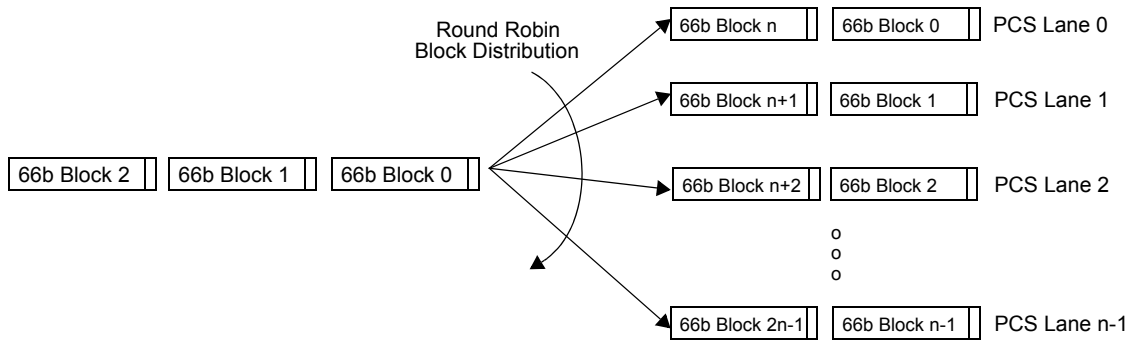 Round Robin
Block Distribution
66b Block n 66b Block 0 PCS Lane 0
66b Block n+1 66b Block 1 PCS Lane 1
66b Block 2 66b Block 1 66b Block 0
66b Block n+2 66b Block 2 PCS Lane 2
o
o
o
66b Block 2n-1 66b Block n-1 PCS Lane n-1